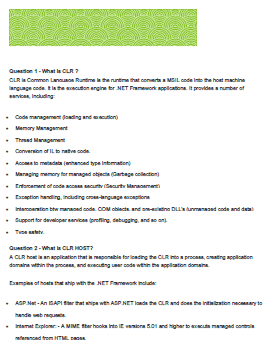 Question 1 - What is CLR ?
CLR is Common Language Runtime is the runtime that converts a MSIL code into the host machine
language code. It is the execution engine for .NET Framework applications. It provides a number of
services, including:
• Code management (loading and execution)
• Memory Management
• Thread Management
• Conversion of IL to native code.
• Access to metadata (enhanced type information)
• Managing memory for managed objects (Garbage collection)
• Enforcement of code access security (Security Management)
• Exception handling, including cross-language exceptions
• Interoperation btw managed code, COM objects, and pre-existing DLL's (unmanaged code and data)
• Support for developer services (profiling, debugging, and so on).
• Type safety.
Question 2 - What is CLR HOST?
A CLR host is an application that is responsible for loading the CLR into a process, creating application
domains within the process, and executing user code within the application domains.
Examples of hosts that ship with the .NET Framework include:
• ASP.Net - An ISAPI filter that ships with ASP.NET loads the CLR and does the initialization necessary to
handle web requests.
• Internet Explorer: - A MIME filter hooks into IE versions 5.01 and higher to execute managed controls
referenced from HTML pages.